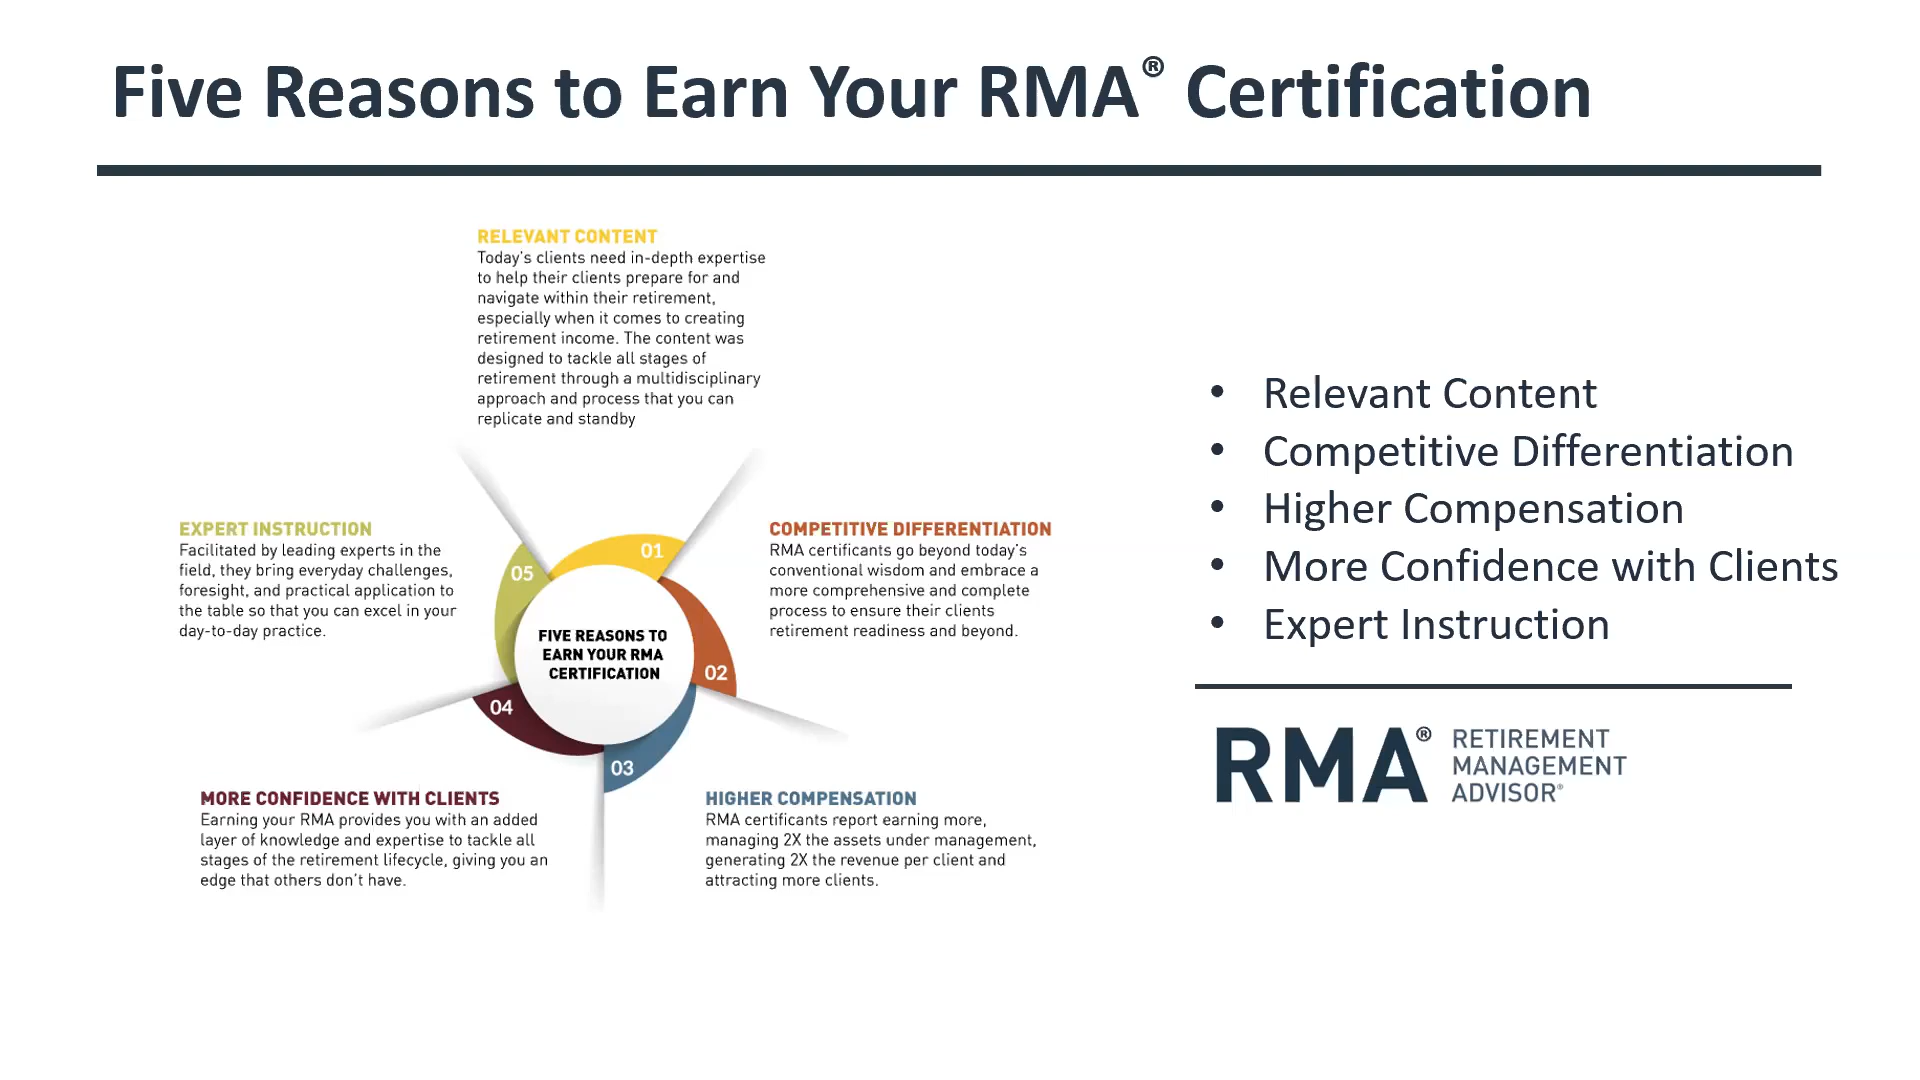 Five Reasons to Earn Your RMA® Certification
RELEVANT CONTENT
Today's clients need in-depth expertise
to help their clients prepare for and
navigate within their retirement,
especially when it comes to creating
retirement income. The content was
designed to tackle all stages of
retirement through a multidisciplinary
approach and process that you can
replicate and standby
EXPERT INSTRUCTION
Facilitated by leading experts in the
field, they bring everyday challenges,
foresight, and practical application to
the table so that you can excel in your
day-to-day practice.
COMPETITIVE DIFFERENTIATION
RMA certificants go beyond today's
conventional wisdom and embrace a
more comprehensive and complete
process to ensure their clients
retirement readiness and beyond.
01
02
03
04
05
FIVE REASONS TO
EARN YOUR RMA
CERTIFICATION
MORE CONFIDENCE WITH CLIENTS
Earning your RMA provides you with an added
layer of knowledge and expertise to tackle all
stages of the retirement lifecycle, giving you an
edge that others don't have.
HIGHER COMPENSATION
RMA certificants report earning more,
managing 2X the assets under management,
generating 2X the revenue per client and
attracting more clients.
• Relevant Content
• Competitive Differentiation
• Higher Compensation
• More Confidence with Clients
• Expert Instruction
RMA®
RETIREMENT
MANAGEMENT
ADVISOR®